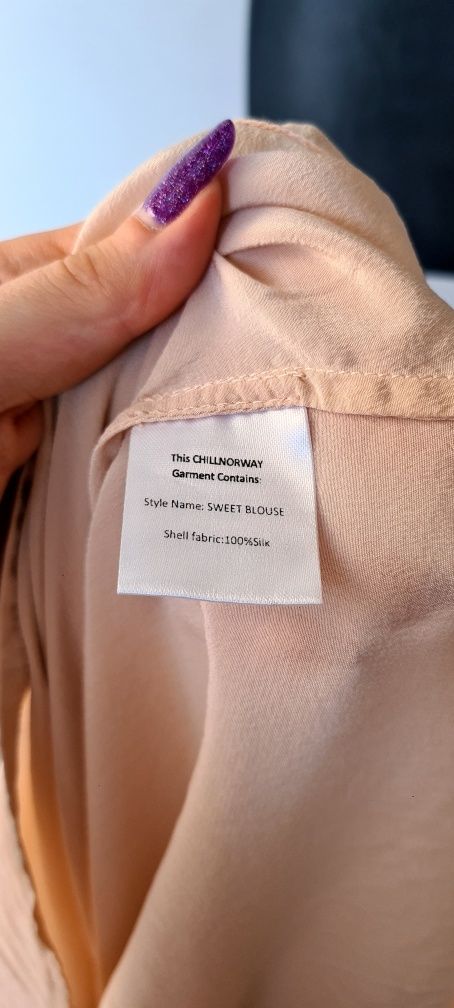 This CHILLNORWAY
Garment Contains:
Style Name: SWEET BLOUSE
Shell fabric:100%Silk